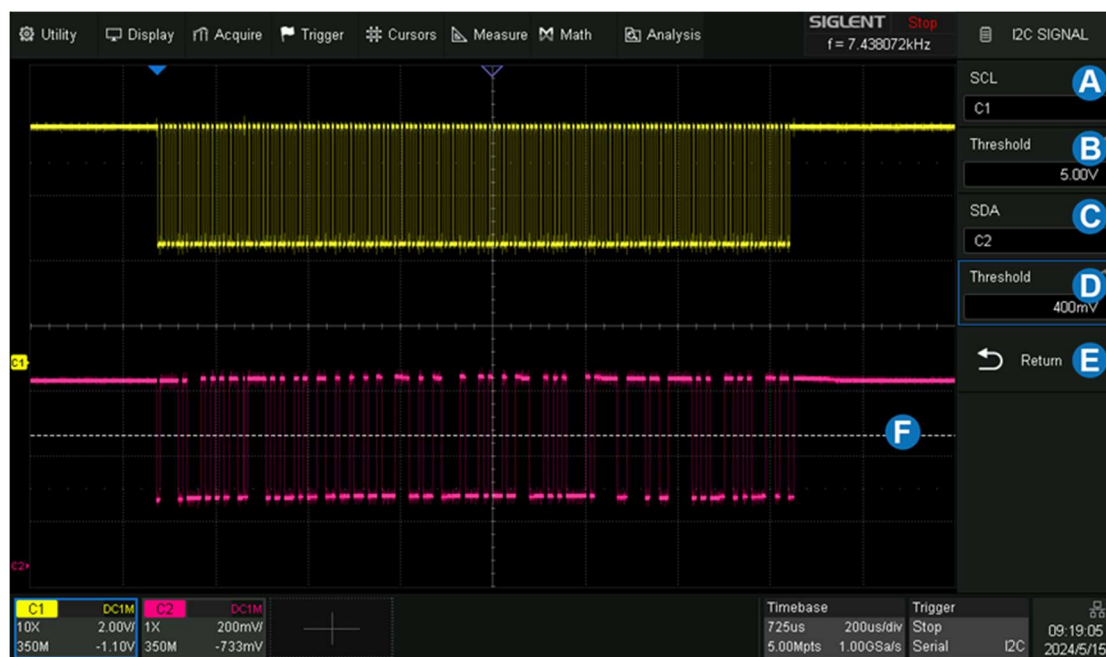 Utility Display Acquire Trigger Cursors Measure Math Analysis
SIGLENT Stop
f = 7.438072kHz
I2C SIGNAL
SCL
A
C1
Threshold
B
5.00V
SDA
C
C2
Threshold
D
400mV
Return
E
F
C1
C2
C1 DC1M
10X 2.00V/
350M -1.10V
C2 DC1M
1X 200mV/
350M -733mV
Timebase
725us 200us/div
5.00Mpts 1.00GSa/s
Trigger
Stop
Serial I2C
09:19:05
2024/5/15